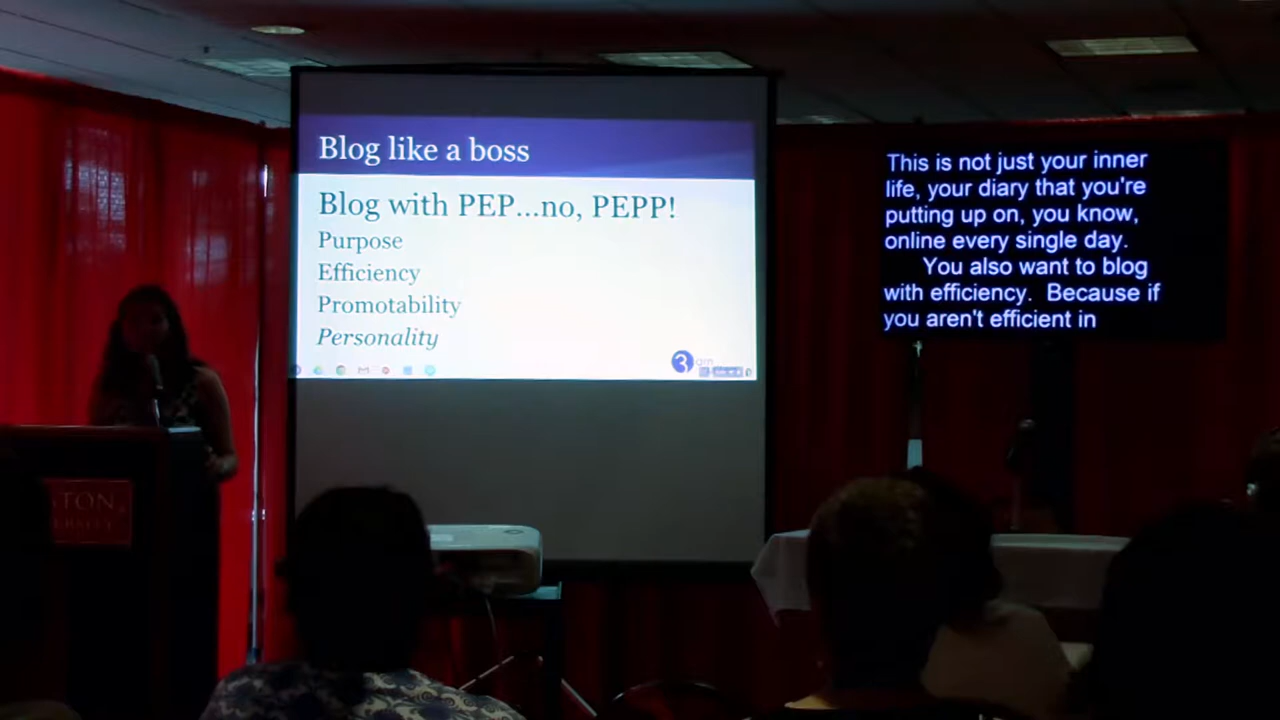 Blog like a boss
Blog with PEP...no, PEPP!
Purpose
Efficiency
Promotability
Personality
3
This is not just your inner
life, your diary that you're
putting up on, you know,
online every single day.
You also want to blog
with efficiency. Because if
you aren't efficient in
TON